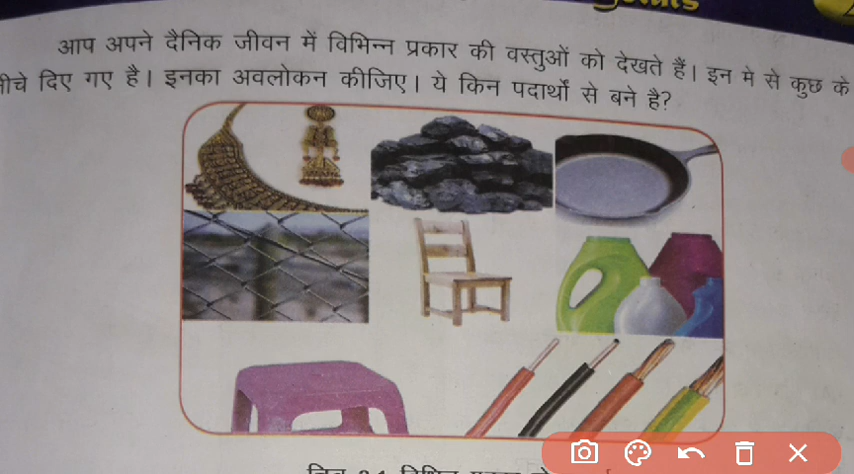 आप अपने दैनिक जीवन में विभिन्न प्रकार की वस्तुओं को देखते हैं। इन मे से कुछ के
दिए गए है। इनका अवलोकन कीजिए। ये किन पदार्थों से बने है?